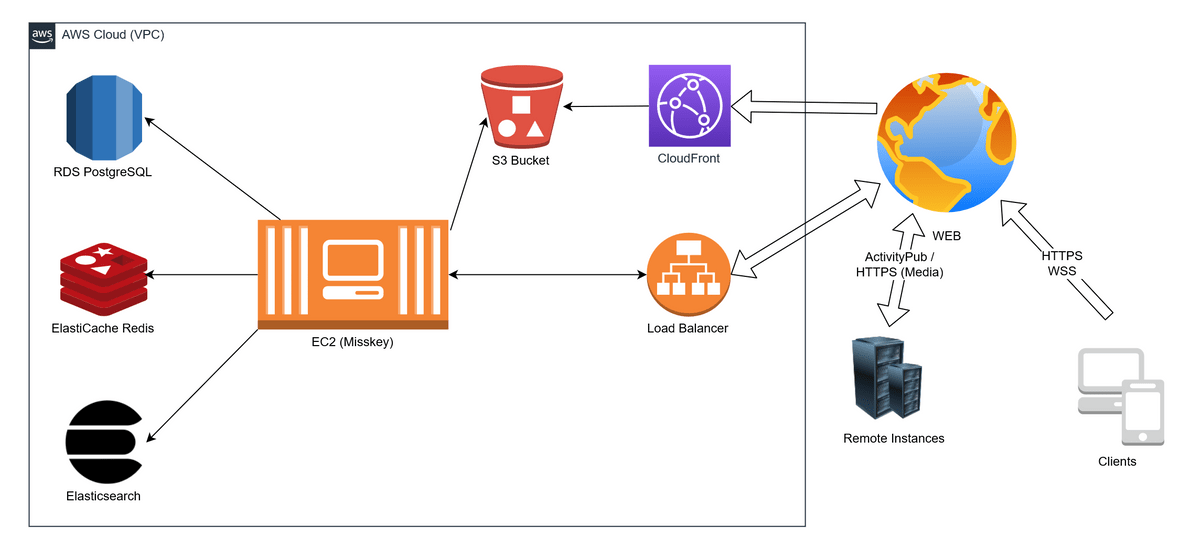 aws
AWS Cloud (VPC)
RDS PostgreSQL
S3 Bucket
CloudFront
WEB
ActivityPub /
HTTPS (Media)
HTTPS
WSS
ElastiCache Redis
EC2 (Misskey)
Load Balancer
Remote Instances
Clients
Elasticsearch